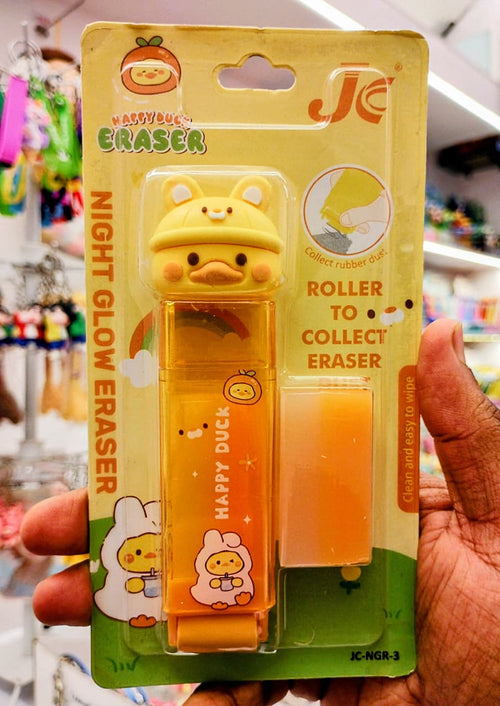 JC®
HAPPY DUCK
ERASER
Collect rubber dust
NIGHT GLOW ERASER
ROLLER
TO
COLLECT
ERASER
HAPPY DUCK
Clean and easy to wipe
JC-NGR-3